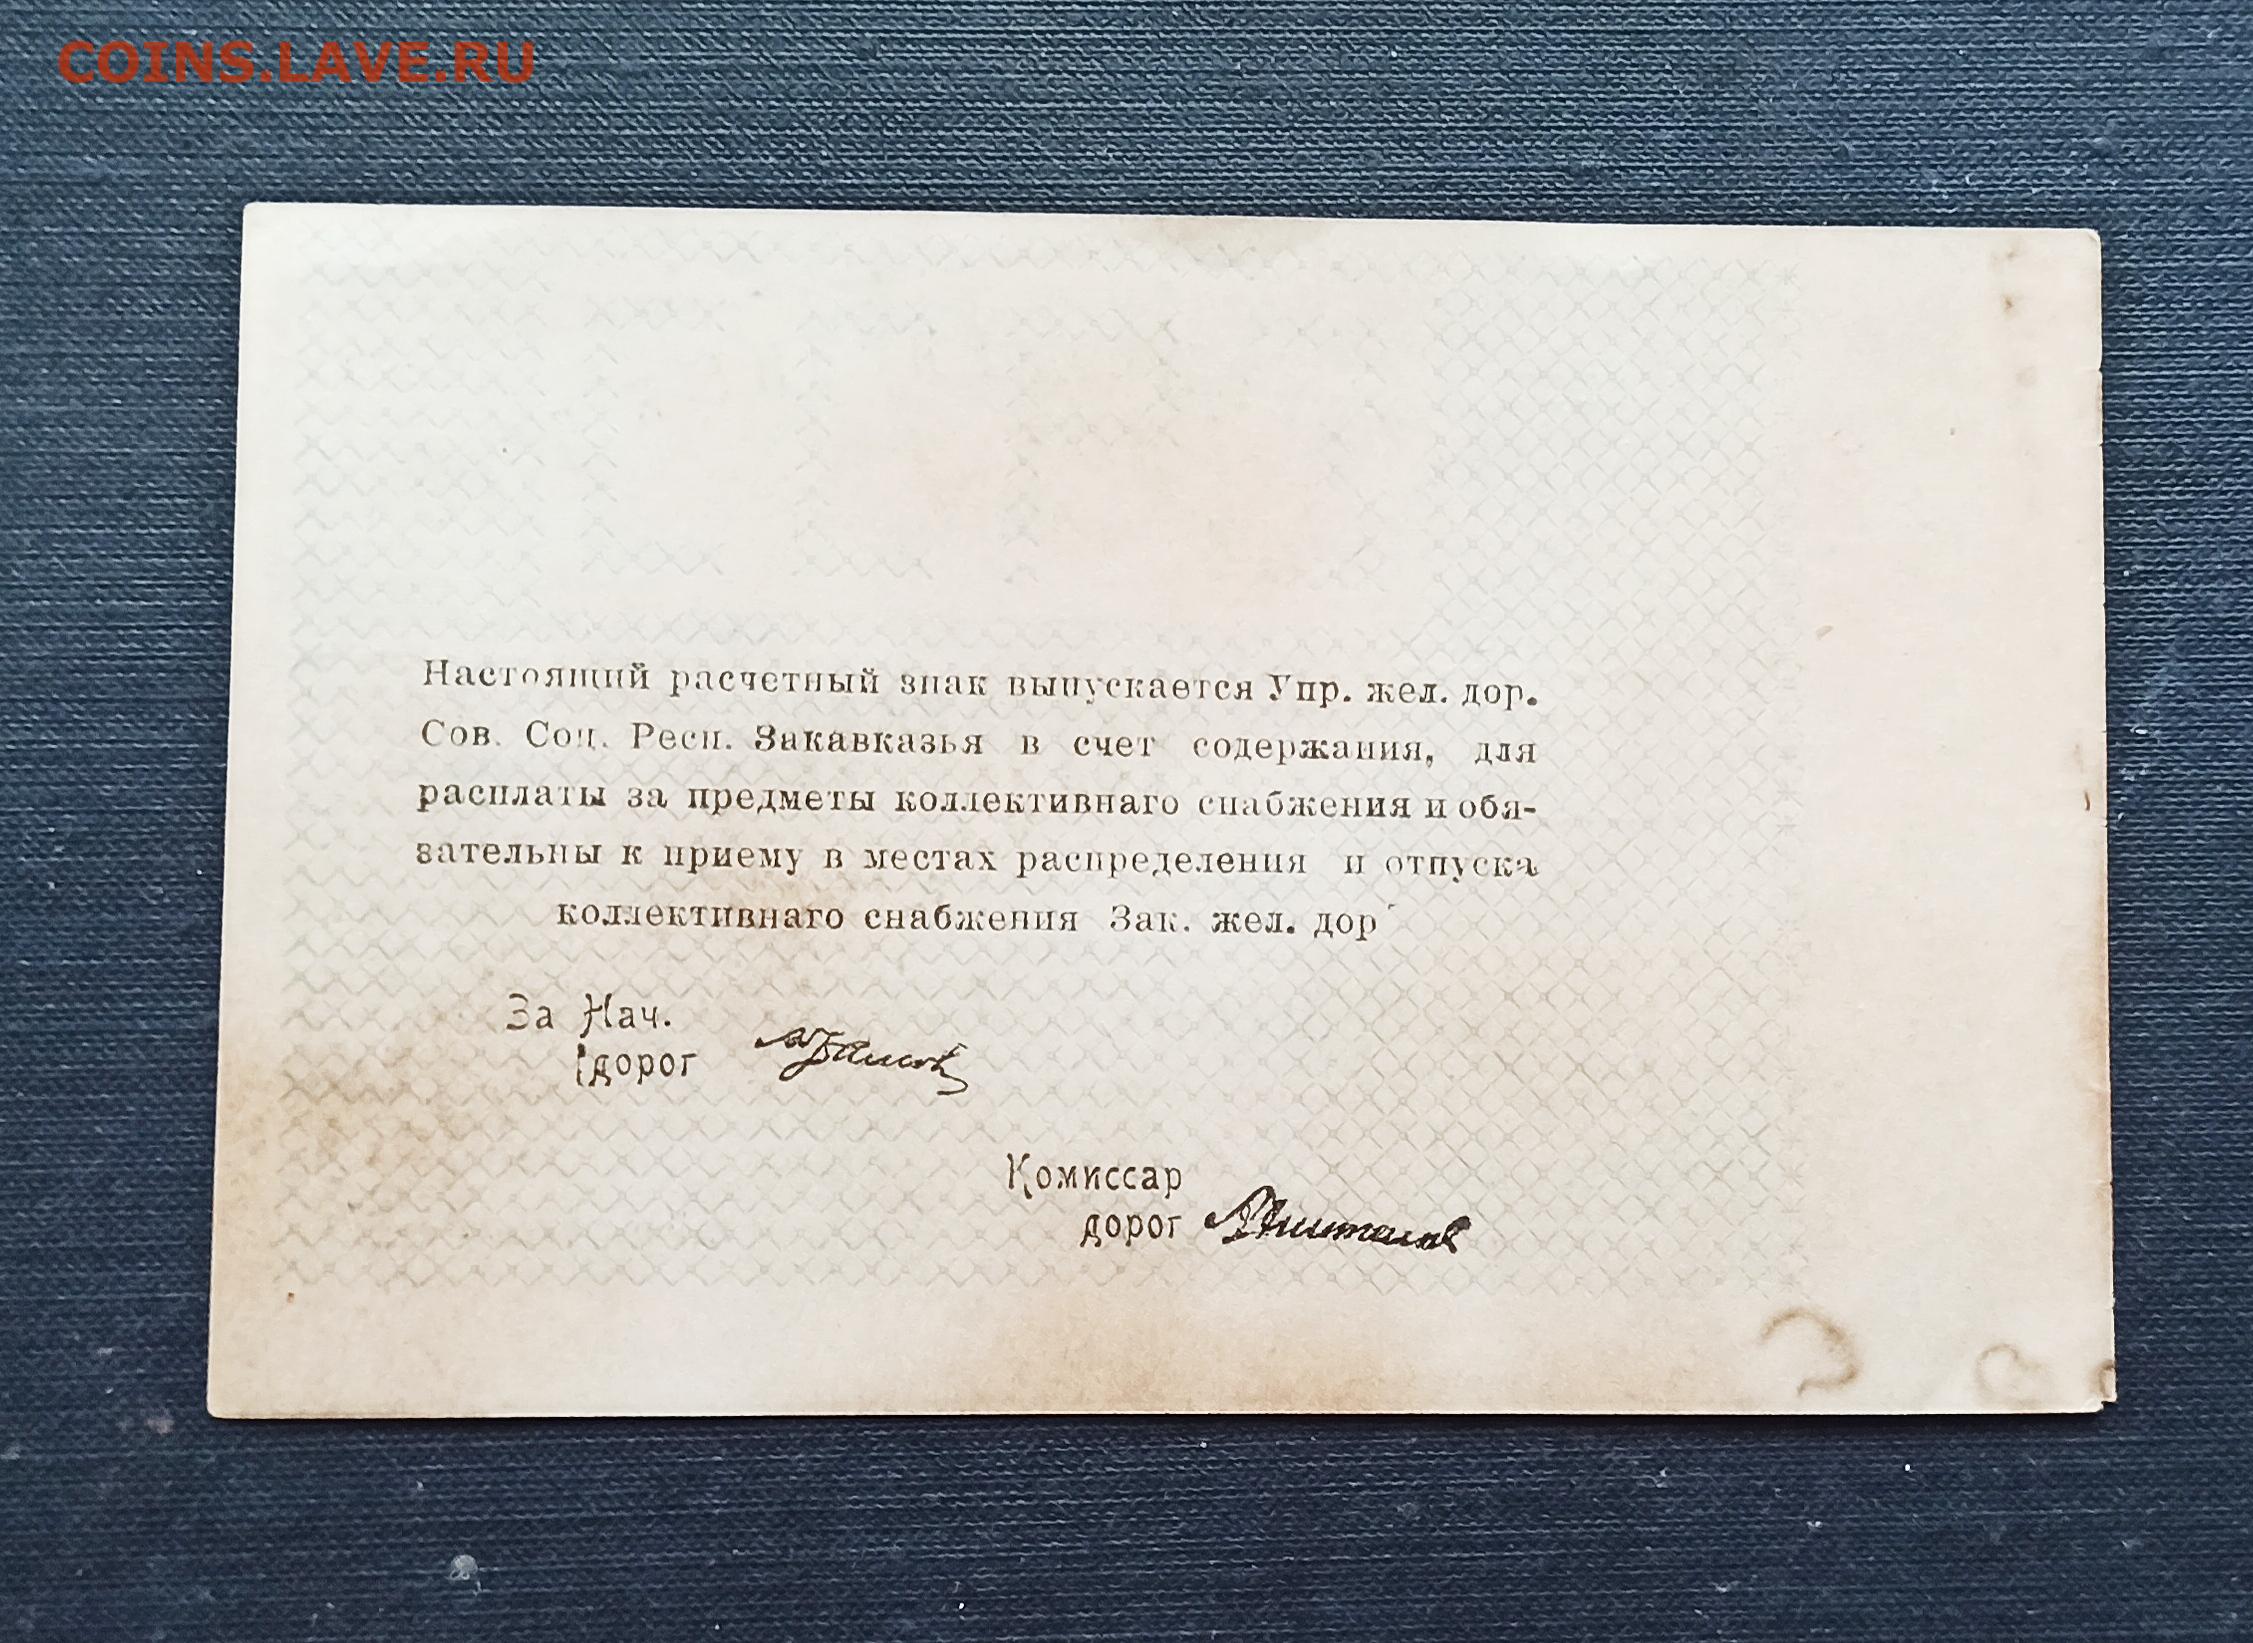 COINS.LAVE.RU
Настоящий расчетный знак выпускается Упр. жел. дор.
Сов. Соц. Респ. Закавказья в счет содержания, для
расплаты за предметы коллективнаго снабжения и обя-
зательны к приему в местах распределения и отпуска
коллективнаго снабжения Зак. жел. дор
За Нач.
дорог
Комиссар
дорог